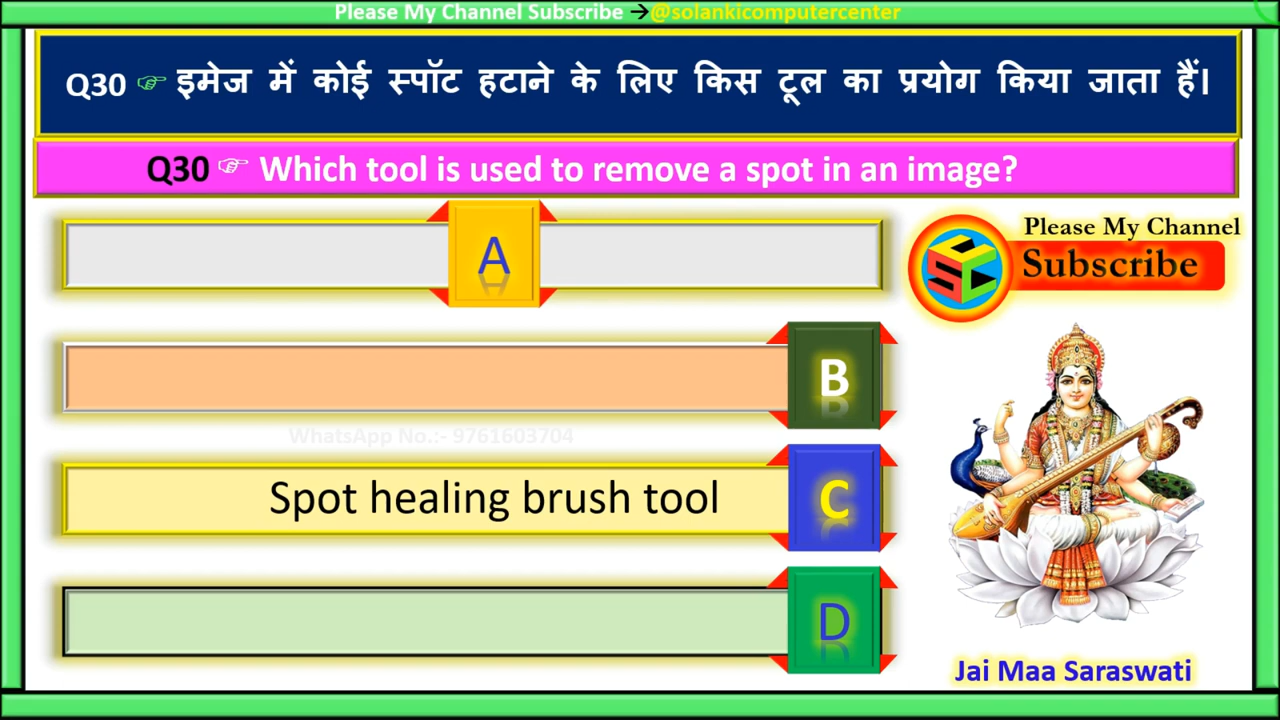 Please My Channel Subscribe →@solankicomputercenter
Q30 ☞ इमेज में कोई स्पॉट हटाने के लिए किस टूल का प्रयोग किया जाता हैं।
Q30 ☞ Which tool is used to remove a spot in an image?
A
Please My Channel
Subscribe
SCC
B
WhatsApp No.:- 9761603704
Spot healing brush tool
C
D
Jai Maa Saraswati